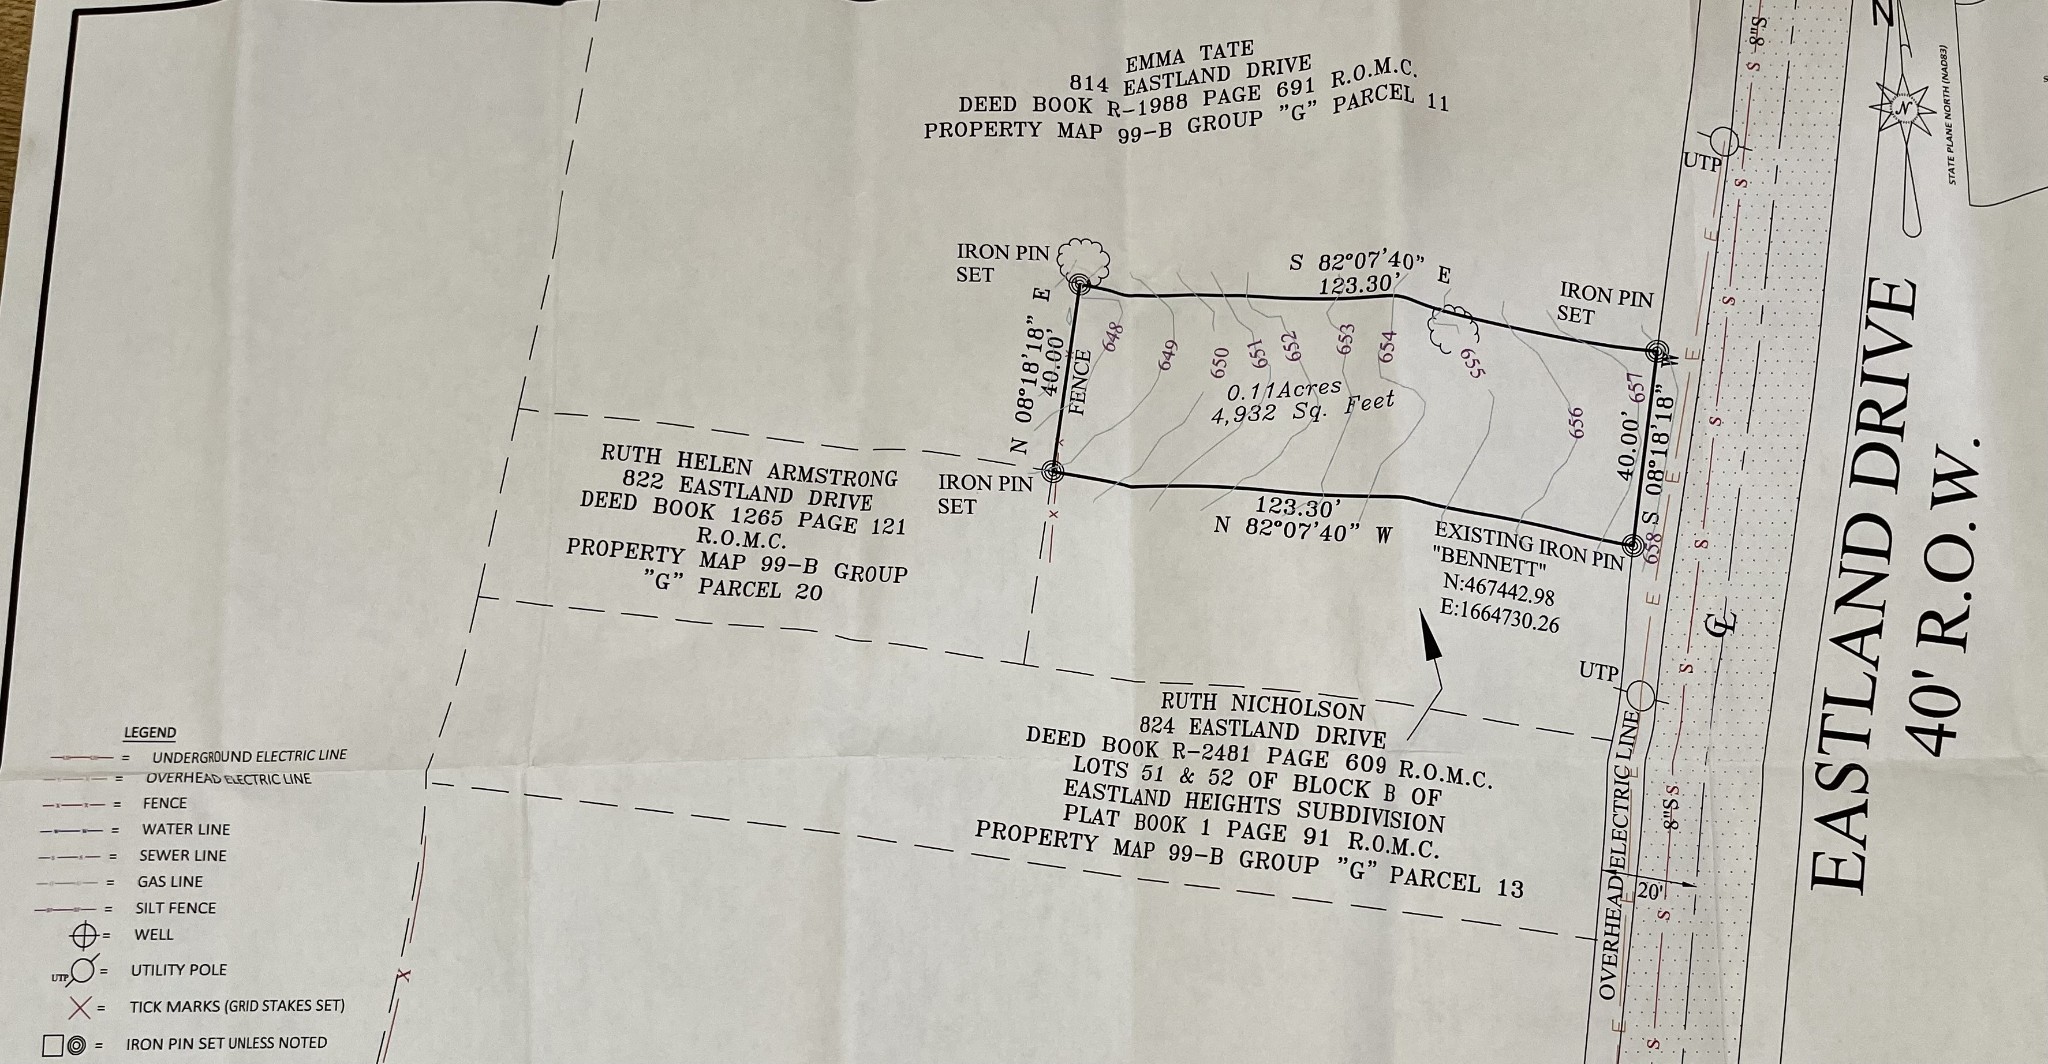 EMMA TATE
814 EASTLAND DRIVE
DEED BOOK R-1988 PAGE 691 R.O.M.C.
PROPERTY MAP 99-B GROUP "G" PARCEL 11
8"S
S
N
N
STATE PLANE NORTH (NAD83)
UTP
S
E
IRON PIN
SET
S 82°07'40" E
123.30'
IRON PIN
SET
S
E
W
N 08°18'18" E
40.00'
FENCE
648
649
650
651
652
653
654
655
656
657
658
0.11Acres
4,932 Sq. Feet
40.00'
S 08°18'18"
S
E
EASTLAND DRIVE
40' R.O.W.
RUTH HELEN ARMSTRONG
822 EASTLAND DRIVE
DEED BOOK 1265 PAGE 121
R.O.M.C.
PROPERTY MAP 99-B GROUP
"G" PARCEL 20
IRON PIN
SET
X
123.30'
N 82°07'40" W
EXISTING IRON PIN
"BENNETT"
N:467442.98
E:1664730.26
S
E
CL
S
UTP
RUTH NICHOLSON
824 EASTLAND DRIVE
DEED BOOK R-2481 PAGE 609 R.O.M.C.
LOTS 51 & 52 OF BLOCK B OF
EASTLAND HEIGHTS SUBDIVISION
PLAT BOOK 1 PAGE 91 R.O.M.C.
PROPERTY MAP 99-B GROUP "G" PARCEL 13
OVERHEAD ELECTRIC LINE
E
S
8"S
20'
E
S
E
S
X
LEGEND
= UNDERGROUND ELECTRIC LINE
= OVERHEAD ELECTRIC LINE
= FENCE
= WATER LINE
= SEWER LINE
= GAS LINE
= SILT FENCE
= WELL
UTP = UTILITY POLE
X = TICK MARKS (GRID STAKES SET)
= IRON PIN SET UNLESS NOTED